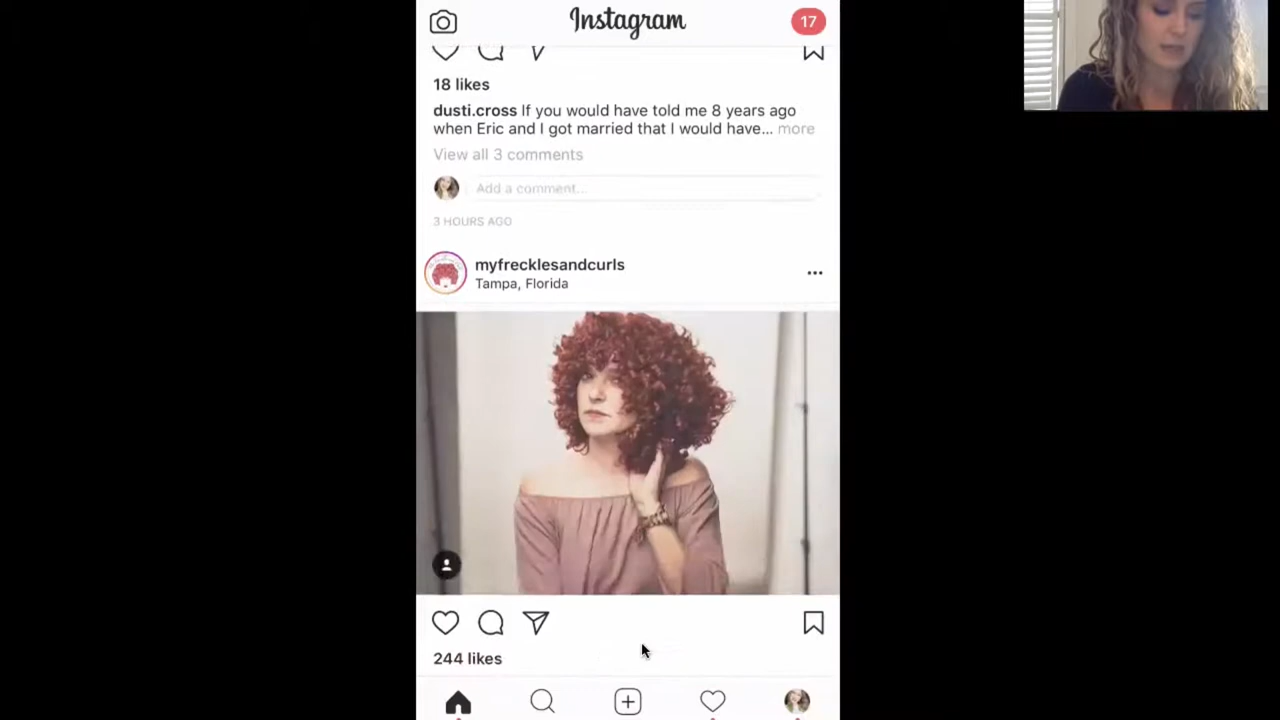 Instagram
17
18 likes
dusti.cross If you would have told me 8 years ago
when Eric and I got married that I would have... more
View all 3 comments
Add a comment...
3 HOURS AGO
myfrecklesandcurls
Tampa, Florida
244 likes